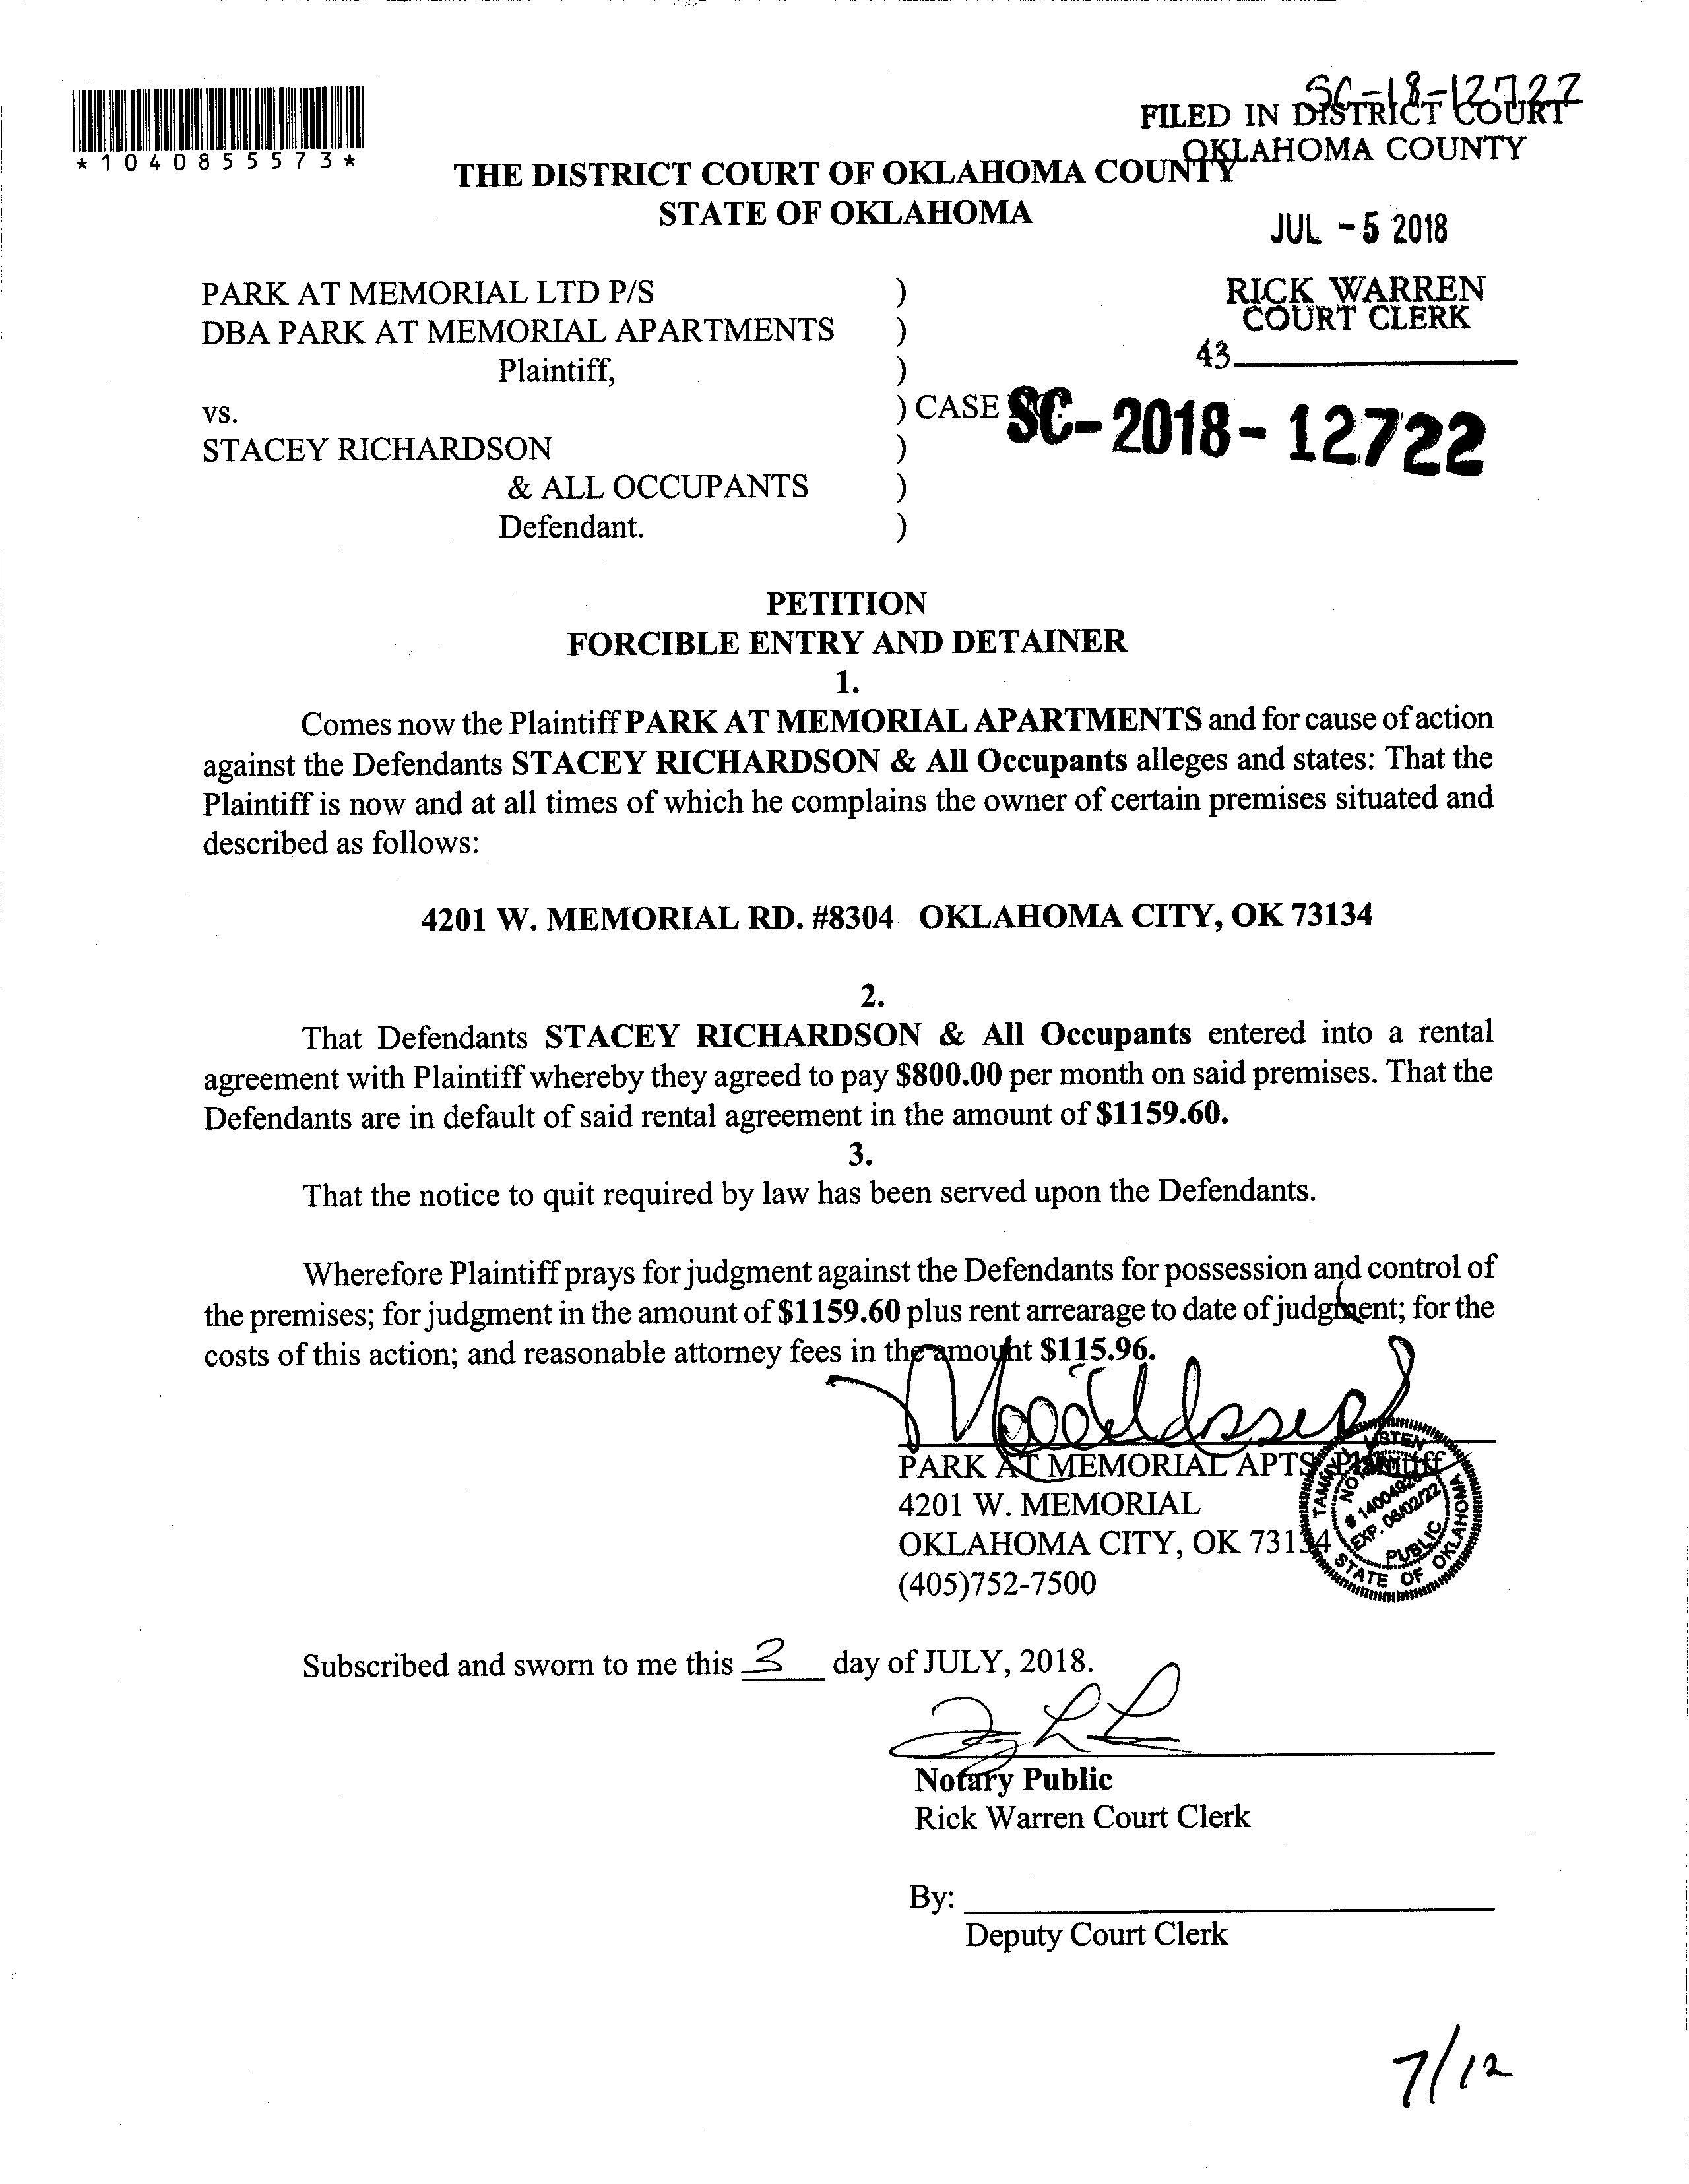 SC-18-12722
FILED IN DISTRICT COURT
OKLAHOMA COUNTY
*1040855573*
THE DISTRICT COURT OF OKLAHOMA COUNTY
STATE OF OKLAHOMA
JUL - 5 2018
RICK WARREN
COURT CLERK
43
PARK AT MEMORIAL LTD P/S )
DBA PARK AT MEMORIAL APARTMENTS )
Plaintiff, )
vs. ) CASE SC-2018-12722
STACEY RICHARDSON )
& ALL OCCUPANTS )
Defendant. )
PETITION
FORCIBLE ENTRY AND DETAINER
1.
Comes now the Plaintiff PARK AT MEMORIAL APARTMENTS and for cause of action
against the Defendants STACEY RICHARDSON & All Occupants alleges and states: That the
Plaintiff is now and at all times of which he complains the owner of certain premises situated and
described as follows:
4201 W. MEMORIAL RD. #8304 OKLAHOMA CITY, OK 73134
2.
That Defendants STACEY RICHARDSON & All Occupants entered into a rental
agreement with Plaintiff whereby they agreed to pay $800.00 per month on said premises. That the
Defendants are in default of said rental agreement in the amount of $1159.60.
3.
That the notice to quit required by law has been served upon the Defendants.
Wherefore Plaintiff prays for judgment against the Defendants for possession and control of
the premises; for judgment in the amount of $1159.60 plus rent arrearage to date of judgment; for the
costs of this action; and reasonable attorney fees in the amount $115.96.
PARK AT MEMORIAL APTS, Plaintiff
4201 W. MEMORIAL
OKLAHOMA CITY, OK 73134
(405)752-7500
TAMMY
NOTARY
EXP. 06/02/22
PUBLIC
STATE OF OKLAHOMA
Subscribed and sworn to me this 3 day of JULY, 2018.
Notary Public
Rick Warren Court Clerk
By:
Deputy Court Clerk
7/12